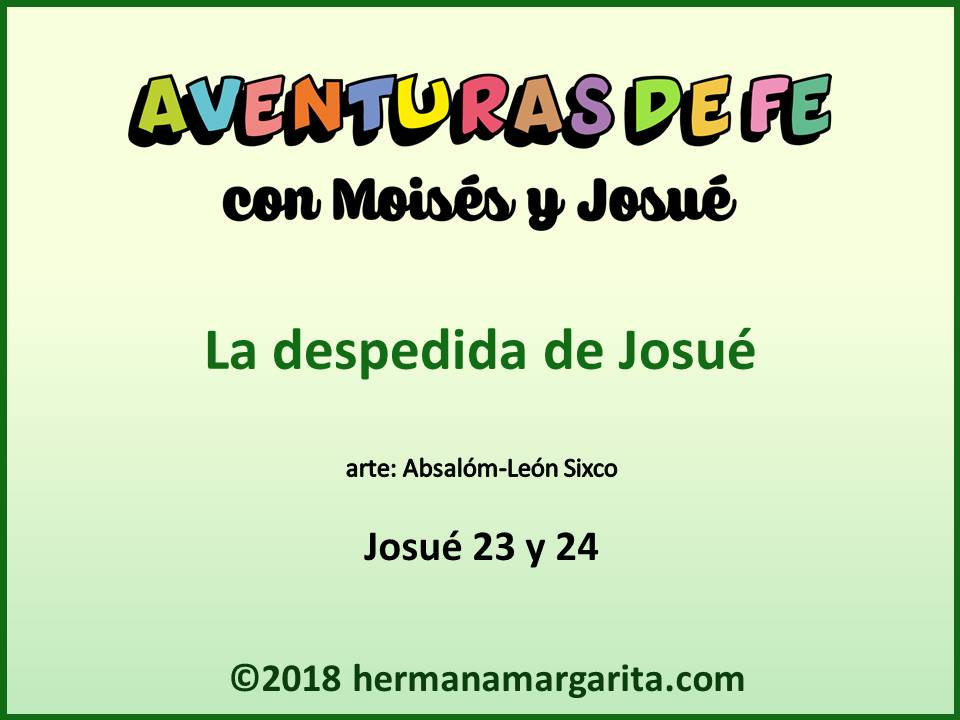 AVENTURAS DE FE
con Moisés y Josué
La despedida de Josué
arte: Absalóm-León Sixco
Josué 23 y 24
©2018 hermanamargarita.com